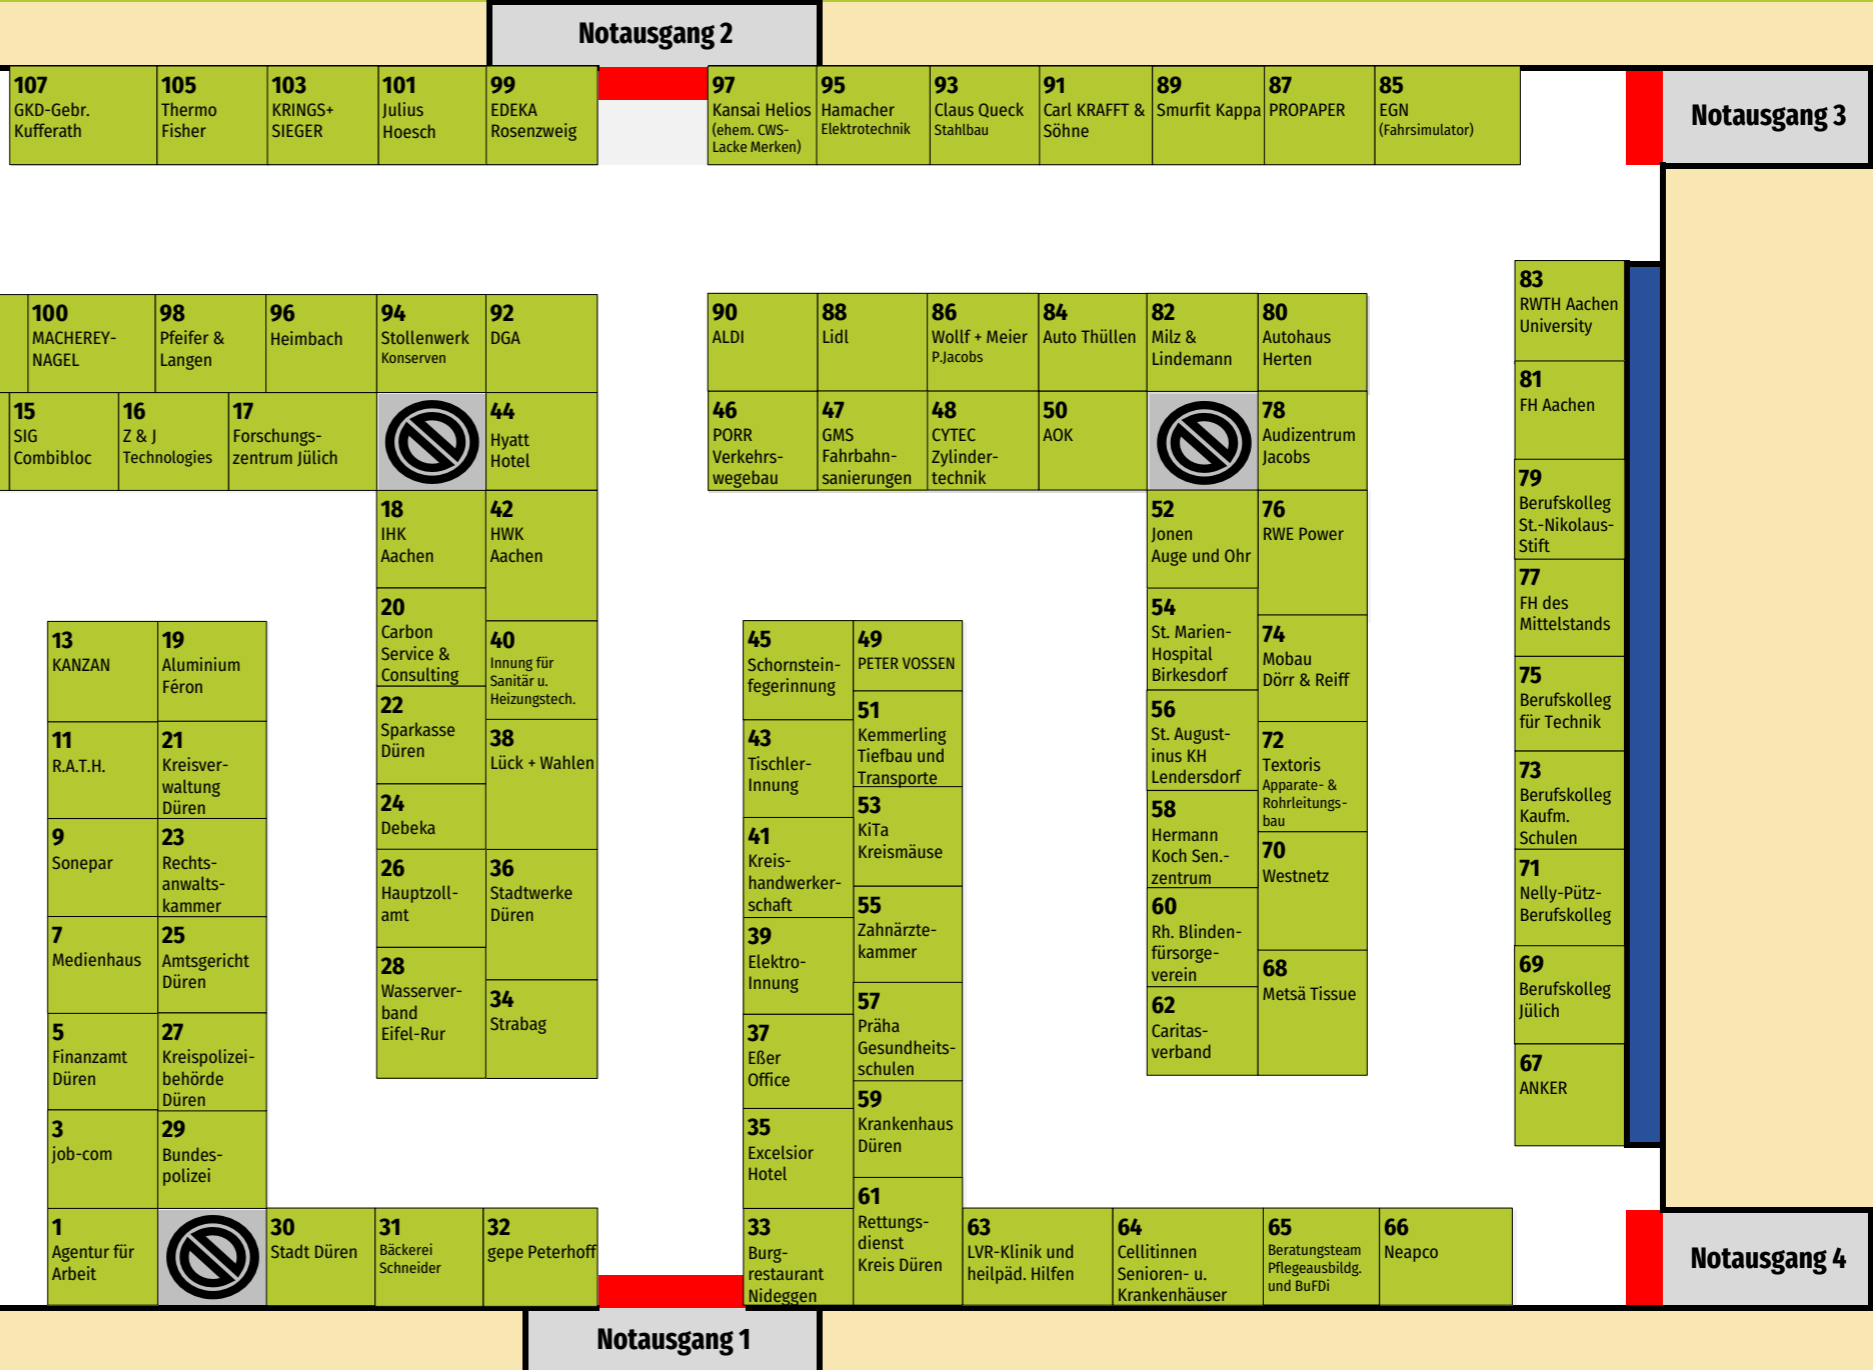 Notausgang 2
107
GKD-Gebr.
Kufferath
105
Thermo
Fisher
103
KRINGS+
SIEGER
101
Julius
Hoesch
99
EDEKA
Rosenzweig
97
Kansai Helios
(ehem. CWS-
Lacke Merken)
95
Hamacher
Elektrotechnik
93
Claus Queck
Stahlbau
91
Carl KRAFFT &
Söhne
89
Smurfit Kappa
87
PROPAPER
85
EGN
(Fahrsimulator)
Notausgang 3
100
MACHEREY-
NAGEL
98
Pfeifer &
Langen
96
Heimbach
94
Stollenwerk
Konserven
92
DGA
90
ALDI
88
Lidl
86
Wollf + Meier
P.Jacobs
84
Auto Thüllen
82
Milz &
Lindemann
80
Autohaus
Herten
15
SIG
Combibloc
16
Z & J
Technologies
17
Forschungs-
zentrum Jülich
44
Hyatt
Hotel
46
PORR
Verkehrs-
wegebau
47
GMS
Fahrbahn-
sanierungen
48
CYTEC
Zylinder-
technik
50
AOK
78
Audizentrum
Jacobs
18
IHK
Aachen
42
HWK
Aachen
20
Carbon
Service &
Consulting
40
Innung für
Sanitär u.
Heizungstech.
22
Sparkasse
Düren
38
Lück + Wahlen
24
Debeka
26
Hauptzoll-
amt
36
Stadtwerke
Düren
28
Wasserver-
band
Eifel-Rur
34
Strabag
13
KANZAN
19
Aluminium
Féron
11
R.A.T.H.
21
Kreisver-
waltung
Düren
9
Sonepar
23
Rechts-
anwalts-
kammer
7
Medienhaus
25
Amtsgericht
Düren
5
Finanzamt
Düren
27
Kreispolizei-
behörde
Düren
3
job-com
29
Bundes-
polizei
1
Agentur für
Arbeit
30
Stadt Düren
31
Bäckerei
Schneider
32
gepe Peterhoff
45
Schornstein-
fegerinnung
49
PETER VOSSEN
43
Tischler-
Innung
51
Kemmerling
Tiefbau und
Transporte
41
Kreis-
handwerker-
schaft
53
KiTa
Kreismäuse
39
Elektro-
Innung
55
Zahnärzte-
kammer
37
Eßer
Office
57
Präha
Gesundheits-
schulen
35
Excelsior
Hotel
59
Krankenhaus
Düren
33
Burg-
restaurant
Nideggen
61
Rettungs-
dienst
Kreis Düren
63
LVR-Klinik und
heilpäd. Hilfen
64
Cellitinnen
Senioren- u.
Krankenhäuser
65
Beratungsteam
Pflegeausbildg.
und BuFDi
66
Neapco
52
Jonen
Auge und Ohr
76
RWE Power
54
St. Marien-
Hospital
Birkesdorf
74
Mobau
Dörr & Reiff
56
St. August-
inus KH
Lendersdorf
72
Textoris
Apparate- &
Rohrleitungs-
bau
58
Hermann
Koch Sen.-
zentrum
70
Westnetz
60
Rh. Blinden-
fürsorge-
verein
68
Metsä Tissue
62
Caritas-
verband
83
RWTH Aachen
University
81
FH Aachen
79
Berufskolleg
St.-Nikolaus-
Stift
77
FH des
Mittelstands
75
Berufskolleg
für Technik
73
Berufskolleg
Kaufm.
Schulen
71
Nelly-Pütz-
Berufskolleg
69
Berufskolleg
Jülich
67
ANKER
Notausgang 4
Notausgang 1